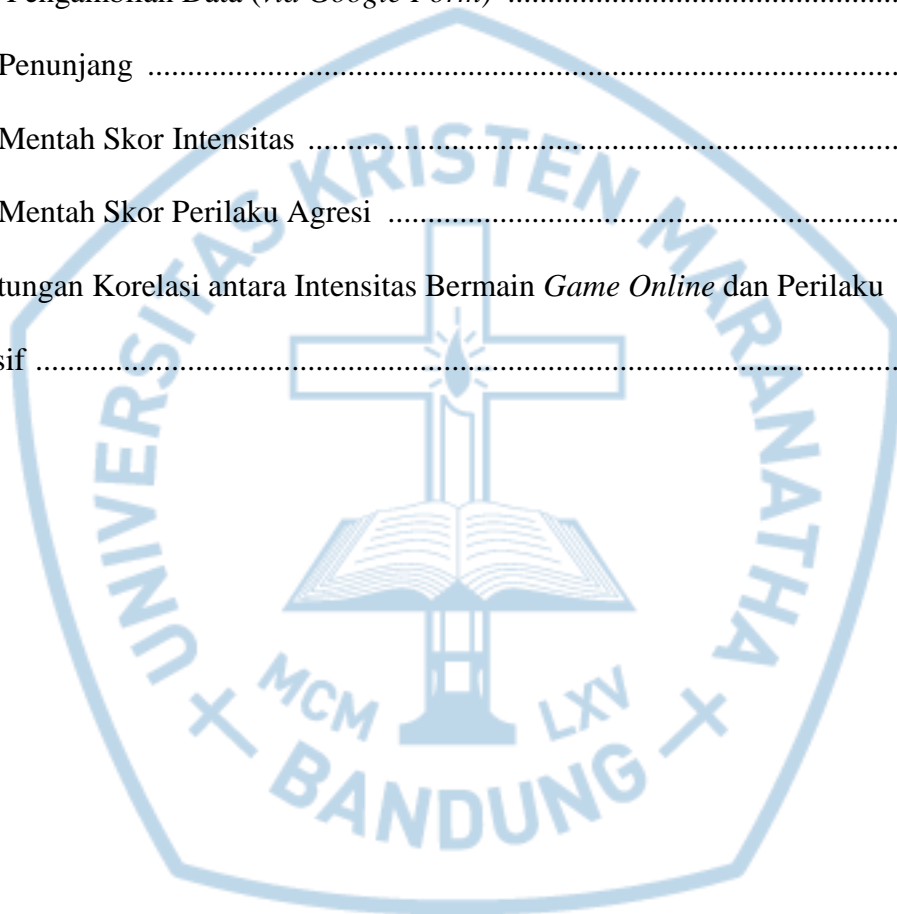 Pengambilan Data (via Google Form) ................................................
Penunjang ................................................................................................
Mentah Skor Intensitas ............................................................................
Mentah Skor Perilaku Agresi ..................................................................
tungan Korelasi antara Intensitas Bermain Game Online dan Perilaku
sif ..............................................................................................................
UNIVERSITAS KRISTEN MARANATHA
MCM LXV
BANDUNG